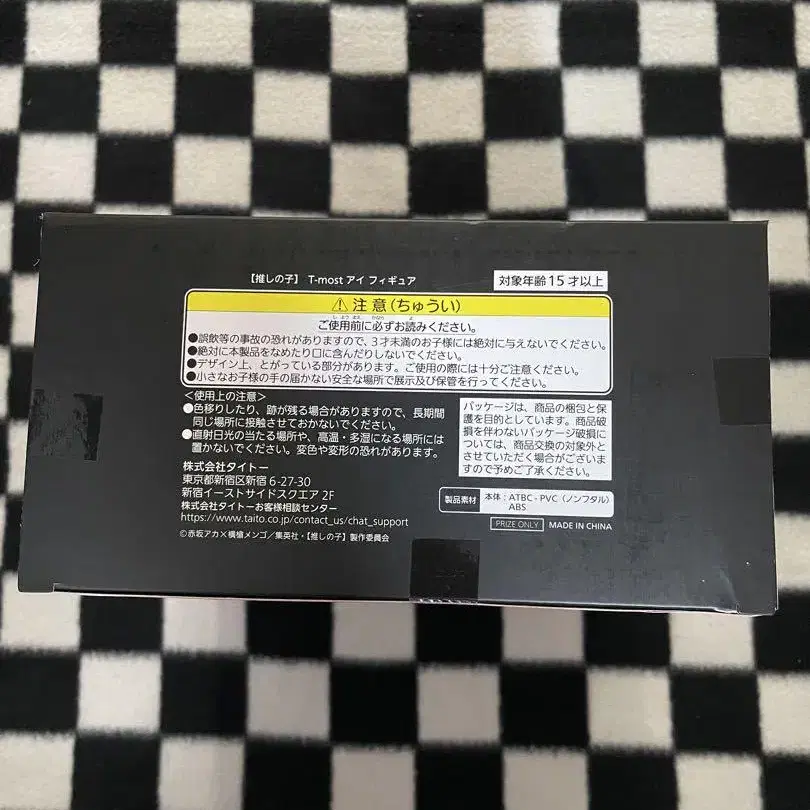 【推しの子】 T-most アイ フィギュア
対象年齢15才以上
⚠注意(ちゅうい)
ご使用前に必ずお読みください。
●誤飲等の事故の恐れがありますので、3才未満のお子様には絶対に与えないでください。
●絶対に本製品をなめたり口に含んだりしないでください。
●デザイン上、とがっている部分があります。ご使用の際には十分ご注意ください。
●小さなお子様の手の届かない安全な場所で展示及び保管を行ってください。
＜使用上の注意＞
●色移りしたり、跡が残る場合がありますので、長期間
同じ場所に接触させておかないでください。
●直射日光の当たる場所や、高温・多湿になる場所には
置かないでください。変色や変形の恐れがあります。
パッケージは、商品の梱包と保
護を目的としています。商品破
損を伴わないパッケージ破損に
ついては、商品交換の対象外と
させていただく場合がございま
すので予めご了承ください。
株式会社タイトー
東京都新宿区新宿 6-27-30
新宿イーストサイドスクエア 2F
株式会社タイトーお客様相談センター
https://www.taito.co.jp/contact_us/chat_support
製品素材
本体：ATBC-PVC（ノンフタル）
ABS
PRIZE ONLY
MADE IN CHINA
©赤坂アカ×横槍メンゴ／集英社・【推しの子】製作委員会